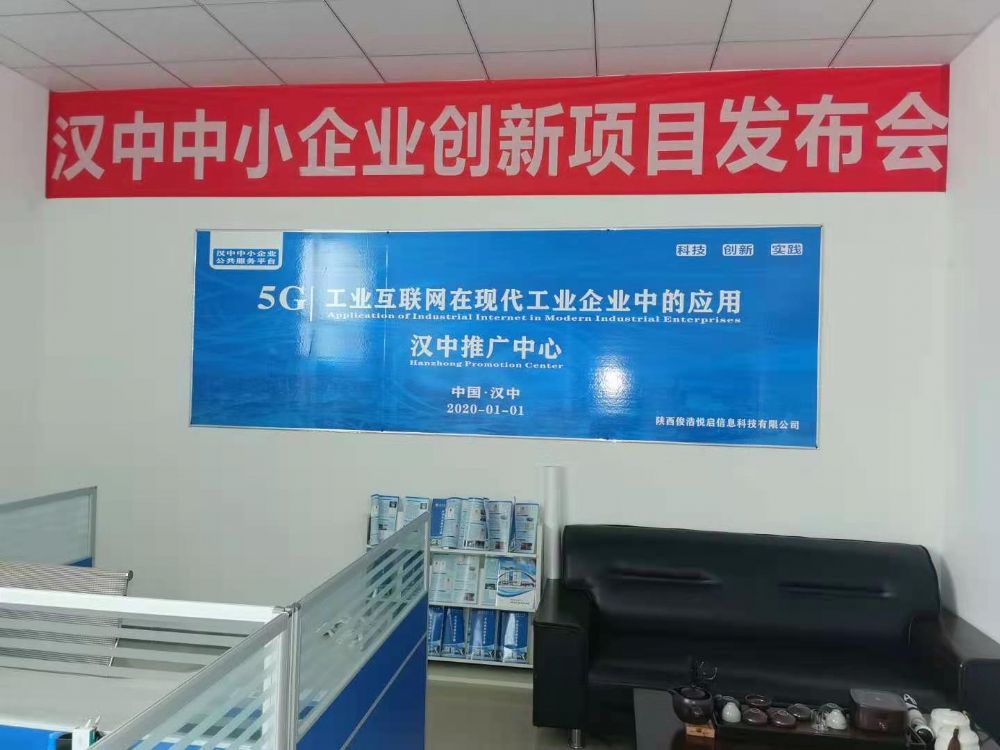 汉中中小企业创新项目发布会
汉中中小企业
公共服务平台
科技 创新 实践
5G 工业互联网在现代工业企业中的应用
Application of Industrial Internet in Modern Industrial Enterprises
汉中推广中心
Hanzhong Promotion Center
中国·汉中
2020-01-01
陕西俊浩悦启信息科技有限公司